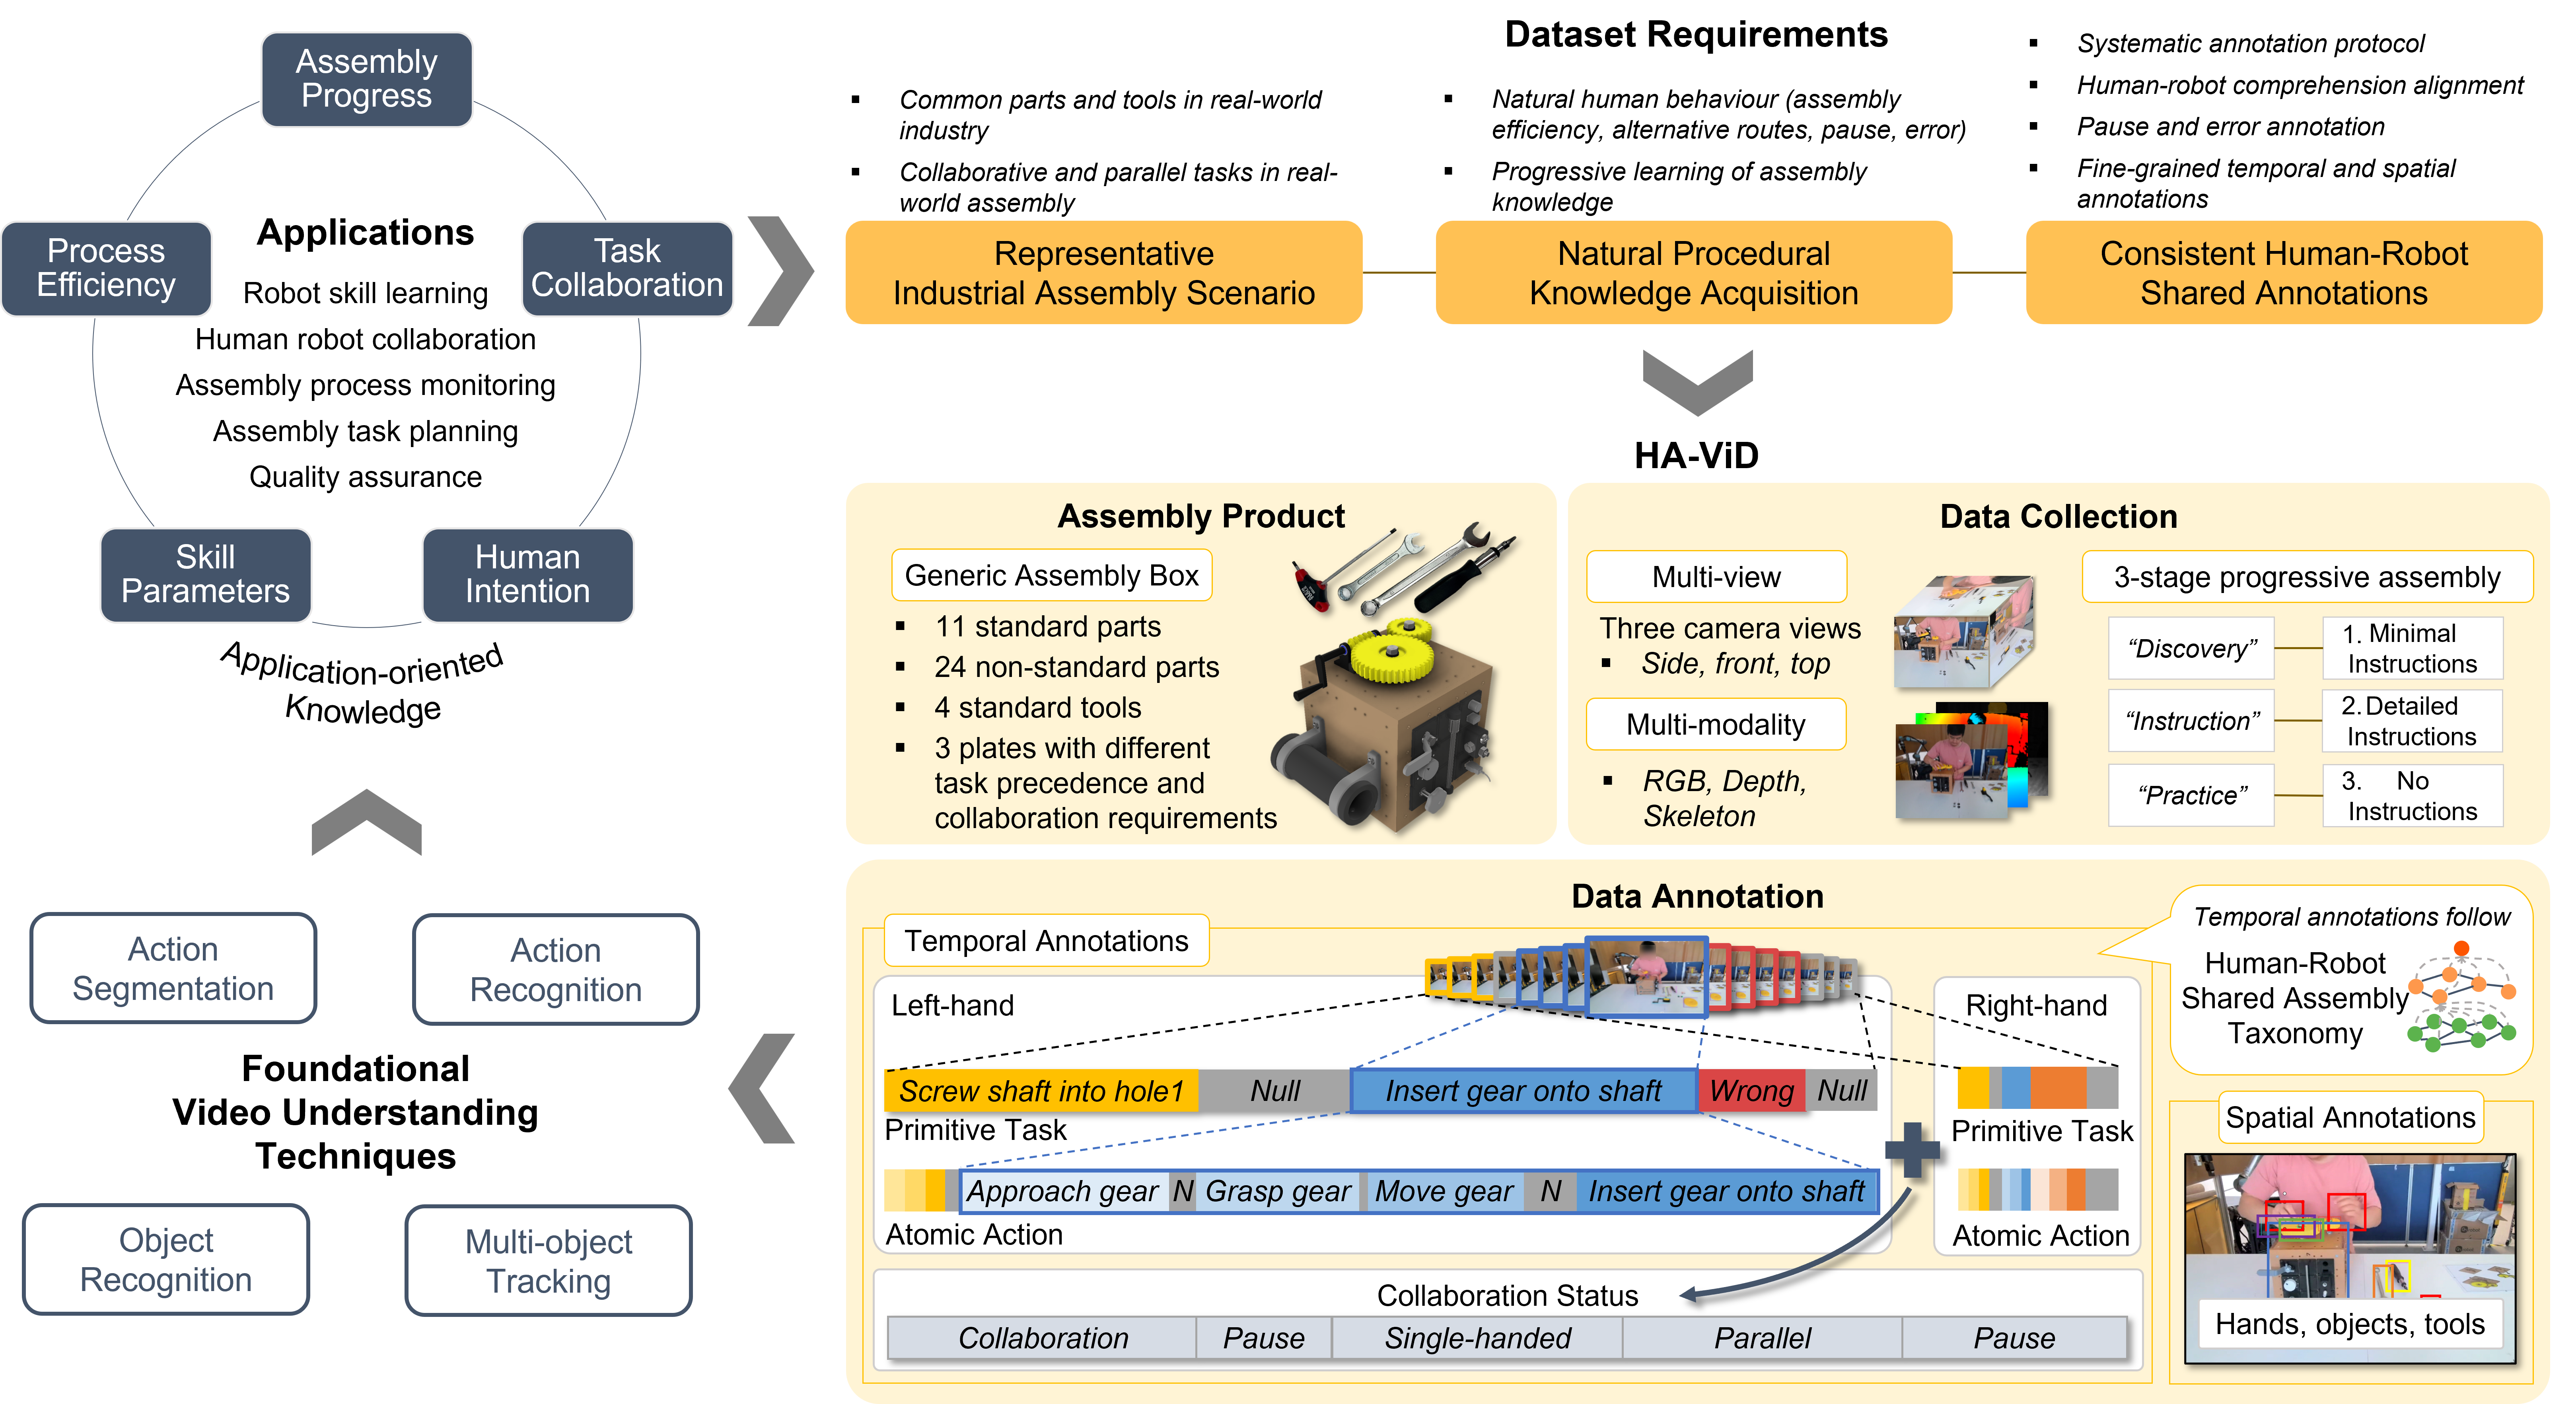 Assembly
Progress
Process
Efficiency
Task
Collaboration
Applications
Robot skill learning
Human robot collaboration
Assembly process monitoring
Assembly task planning
Quality assurance
Skill
Parameters
Human
Intention
Application-oriented
Knowledge
Action
Segmentation
Action
Recognition
Foundational
Video Understanding
Techniques
Object
Recognition
Multi-object
Tracking
Dataset Requirements
▪ Common parts and tools in real-world
industry
▪ Collaborative and parallel tasks in real-
world assembly
Representative
Industrial Assembly Scenario
▪ Natural human behaviour (assembly
efficiency, alternative routes, pause, error)
▪ Progressive learning of assembly
knowledge
Natural Procedural
Knowledge Acquisition
▪ Systematic annotation protocol
▪ Human-robot comprehension alignment
▪ Pause and error annotation
▪ Fine-grained temporal and spatial
annotations
Consistent Human-Robot
Shared Annotations
HA-ViD
Assembly Product
Generic Assembly Box
▪ 11 standard parts
▪ 24 non-standard parts
▪ 4 standard tools
▪ 3 plates with different
task precedence and
collaboration requirements
Data Collection
Multi-view
Three camera views
▪ Side, front, top
Multi-modality
▪ RGB, Depth,
Skeleton
3-stage progressive assembly
“Discovery”
1. Minimal
Instructions
“Instruction”
2. Detailed
Instructions
“Practice”
3. No
Instructions
Data Annotation
Temporal Annotations
Left-hand
Screw shaft into hole1 Null Insert gear onto shaft Wrong Null
Primitive Task
Approach gear N Grasp gear Move gear N Insert gear onto shaft
Atomic Action
Right-hand
Primitive Task
Atomic Action
Collaboration Status
Collaboration Pause Single-handed Parallel Pause
Temporal annotations follow
Human-Robot
Shared Assembly
Taxonomy
Spatial Annotations
Hands, objects, tools